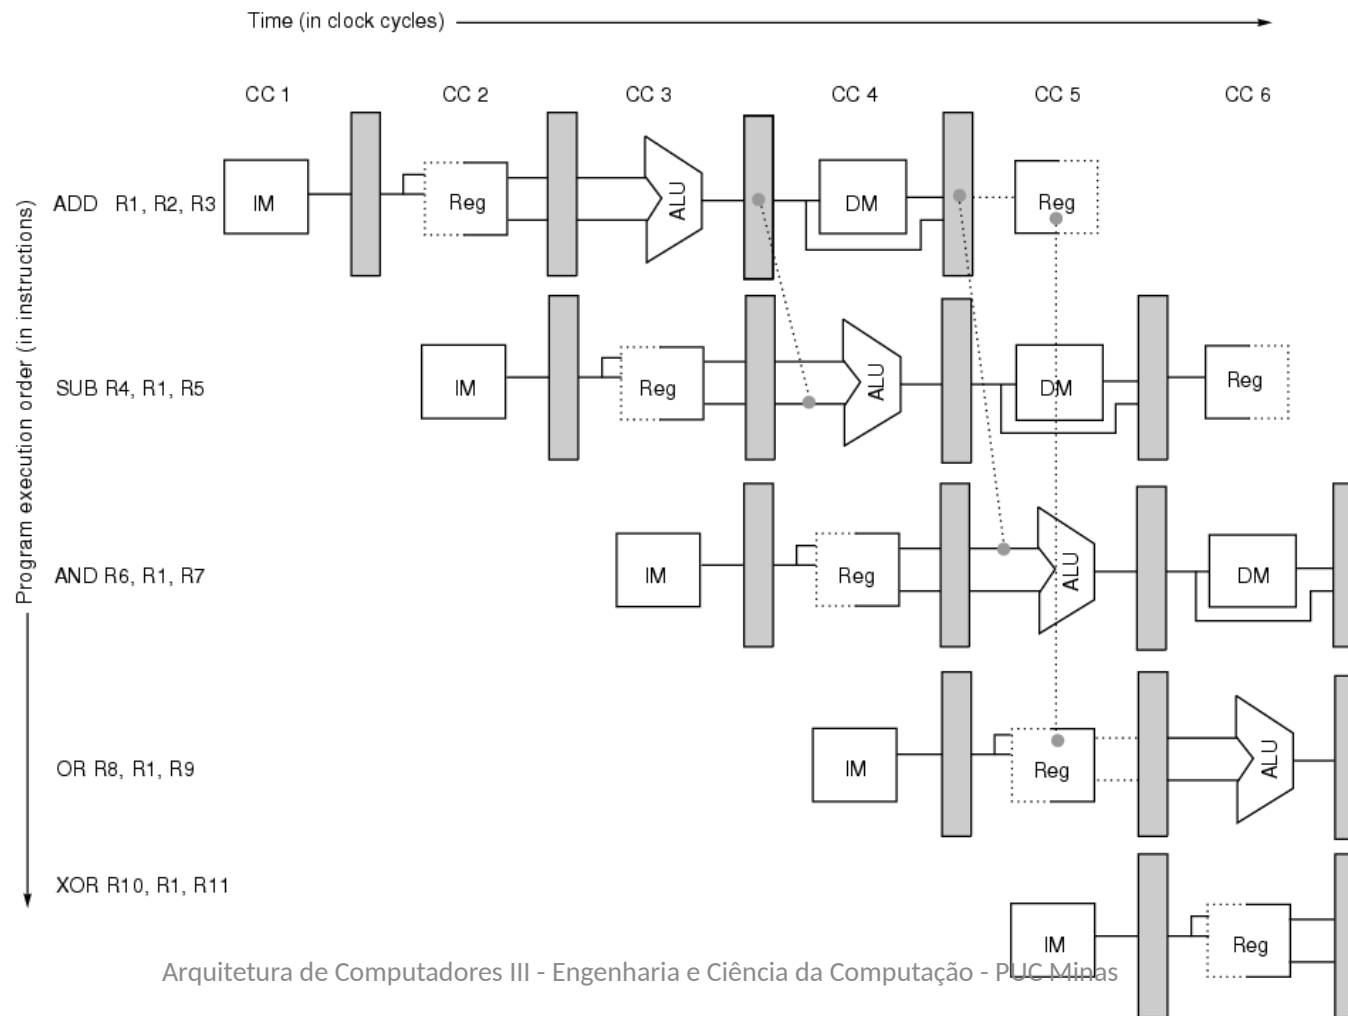 Time (in clock cycles)
CC 1 CC 2 CC 3 CC 4 CC 5 CC 6
Program execution order (in instructions)
ADD R1, R2, R3 IM Reg ALU DM Reg
SUB R4, R1, R5 IM Reg ALU DM Reg
AND R6, R1, R7 IM Reg ALU DM
OR R8, R1, R9 IM Reg ALU
XOR R10, R1, R11
IM Reg
Arquitetura de Computadores III - Engenharia e Ciência da Computação - PUC Minas